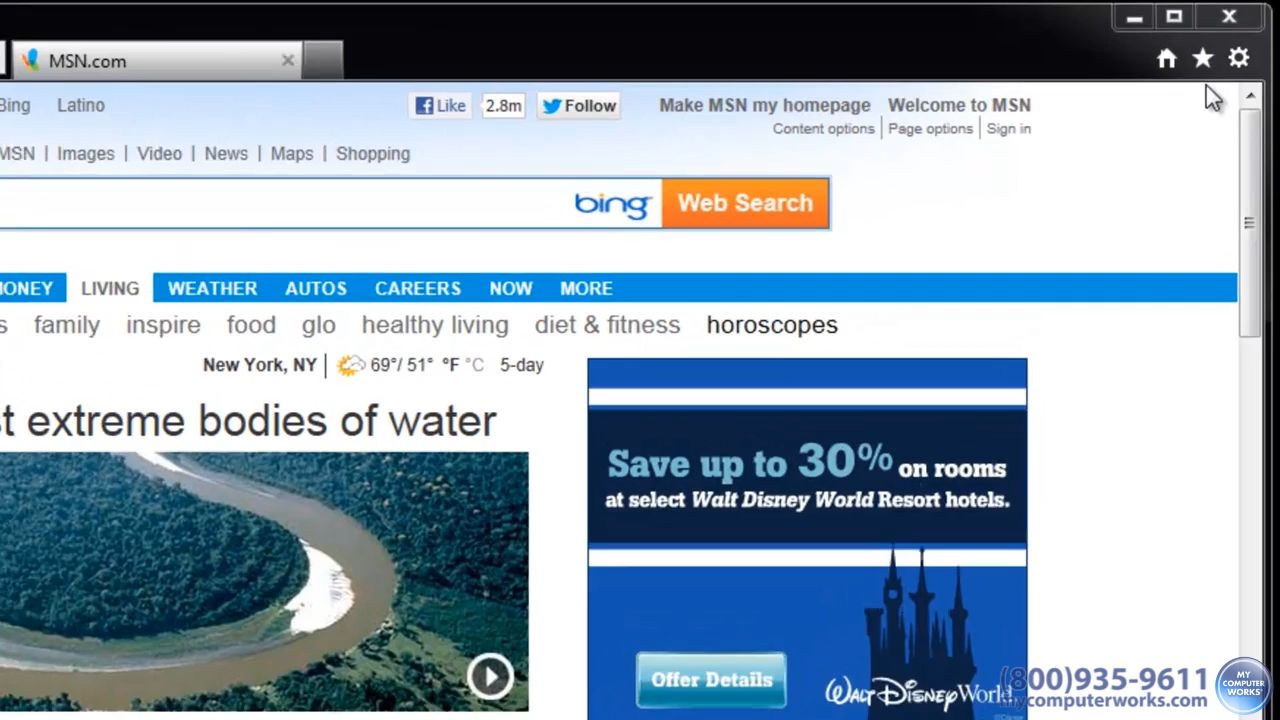 MSN.com
Bing Latino
Like 2.8m Follow
Make MSN my homepage Welcome to MSN
Content options Page options Sign in
MSN | Images | Video | News | Maps | Shopping
bing Web Search
LIVING WEATHER AUTOS CAREERS NOW MORE
family inspire food glo healthy living diet & fitness horoscopes
New York, NY | 69°/ 51° °F °C 5-day
extreme bodies of water
Save up to 30% on rooms
at select Walt Disney World Resort hotels.
Offer Details
WALT DISNEY World
(800)935-9611
mycomputerworks.com
MY
COMPUTER
WORKS